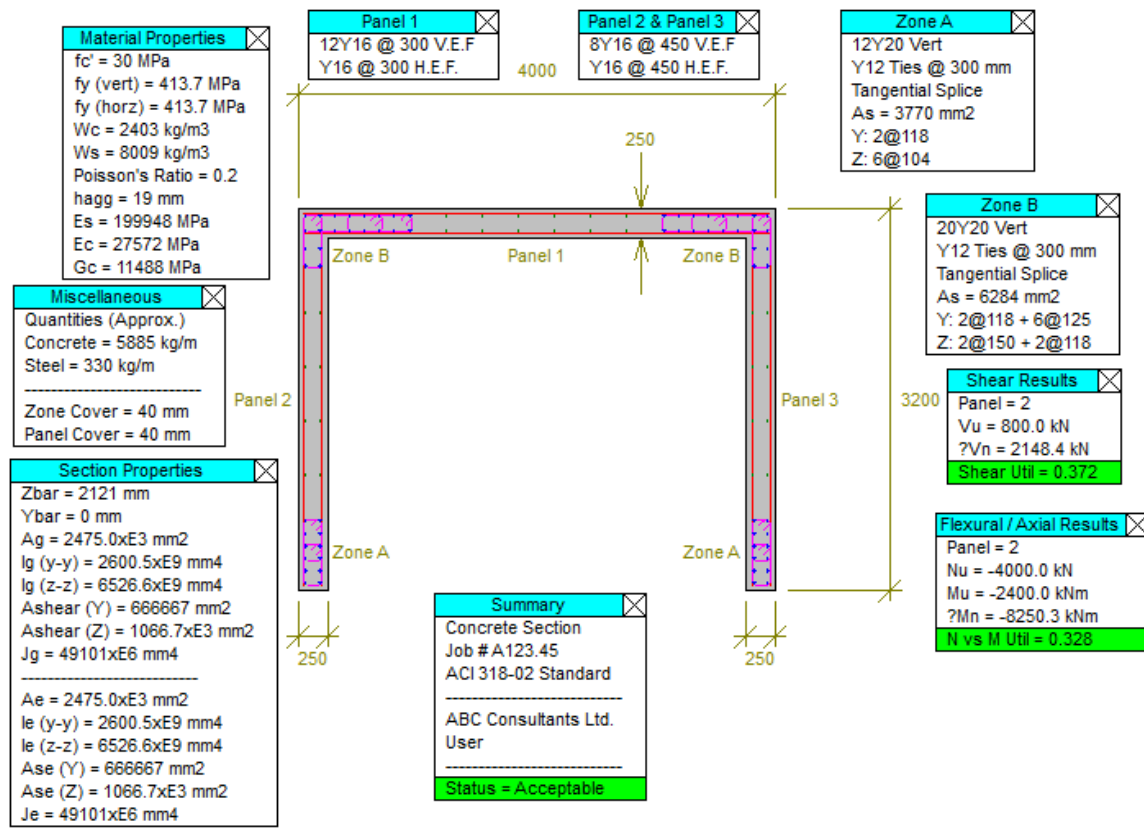 Panel 1
12Y16 @ 300 V.E.F
Y16 @ 300 H.E.F.
Panel 2 & Panel 3
8Y16 @ 450 V.E.F
Y16 @ 450 H.E.F.
Zone A
12Y20 Vert
Y12 Ties @ 300 mm
Tangential Splice
As = 3770 mm2
Y: 2@118
Z: 6@104
Material Properties
fc' = 30 MPa
fy (vert) = 413.7 MPa
fy (horz) = 413.7 MPa
Wc = 2403 kg/m3
Ws = 8009 kg/m3
Poisson's Ratio = 0.2
hagg = 19 mm
Es = 199948 MPa
Ec = 27572 MPa
Gc = 11488 MPa
4000
250
Zone B
Panel 1
Zone B
Zone B
20Y20 Vert
Y12 Ties @ 300 mm
Tangential Splice
As = 6284 mm2
Y: 2@118 + 6@125
Z: 2@150 + 2@118
Miscellaneous
Quantities (Approx.)
Concrete = 5885 kg/m
Steel = 330 kg/m
----------------------------
Zone Cover = 40 mm
Panel Cover = 40 mm
Panel 2
Panel 3
3200
Shear Results
Panel = 2
Vu = 800.0 kN
?Vn = 2148.4 kN
Shear Util = 0.372
Section Properties
Zbar = 2121 mm
Ybar = 0 mm
Ag = 2475.0xE3 mm2
Ig (y-y) = 2600.5xE9 mm4
Ig (z-z) = 6526.6xE9 mm4
Ashear (Y) = 666667 mm2
Ashear (Z) = 1066.7xE3 mm2
Jg = 49101xE6 mm4
----------------------------
Ae = 2475.0xE3 mm2
Ie (y-y) = 2600.5xE9 mm4
Ie (z-z) = 6526.6xE9 mm4
Ase (Y) = 666667 mm2
Ase (Z) = 1066.7xE3 mm2
Je = 49101xE6 mm4
Zone A
Zone A
Flexural / Axial Results
Panel = 2
Nu = -4000.0 kN
Mu = -2400.0 kNm
?Mn = -8250.3 kNm
N vs M Util = 0.328
250
250
Summary
Concrete Section
Job # A123.45
ACI 318-02 Standard
----------------------------
ABC Consultants Ltd.
User
----------------------------
Status = Acceptable